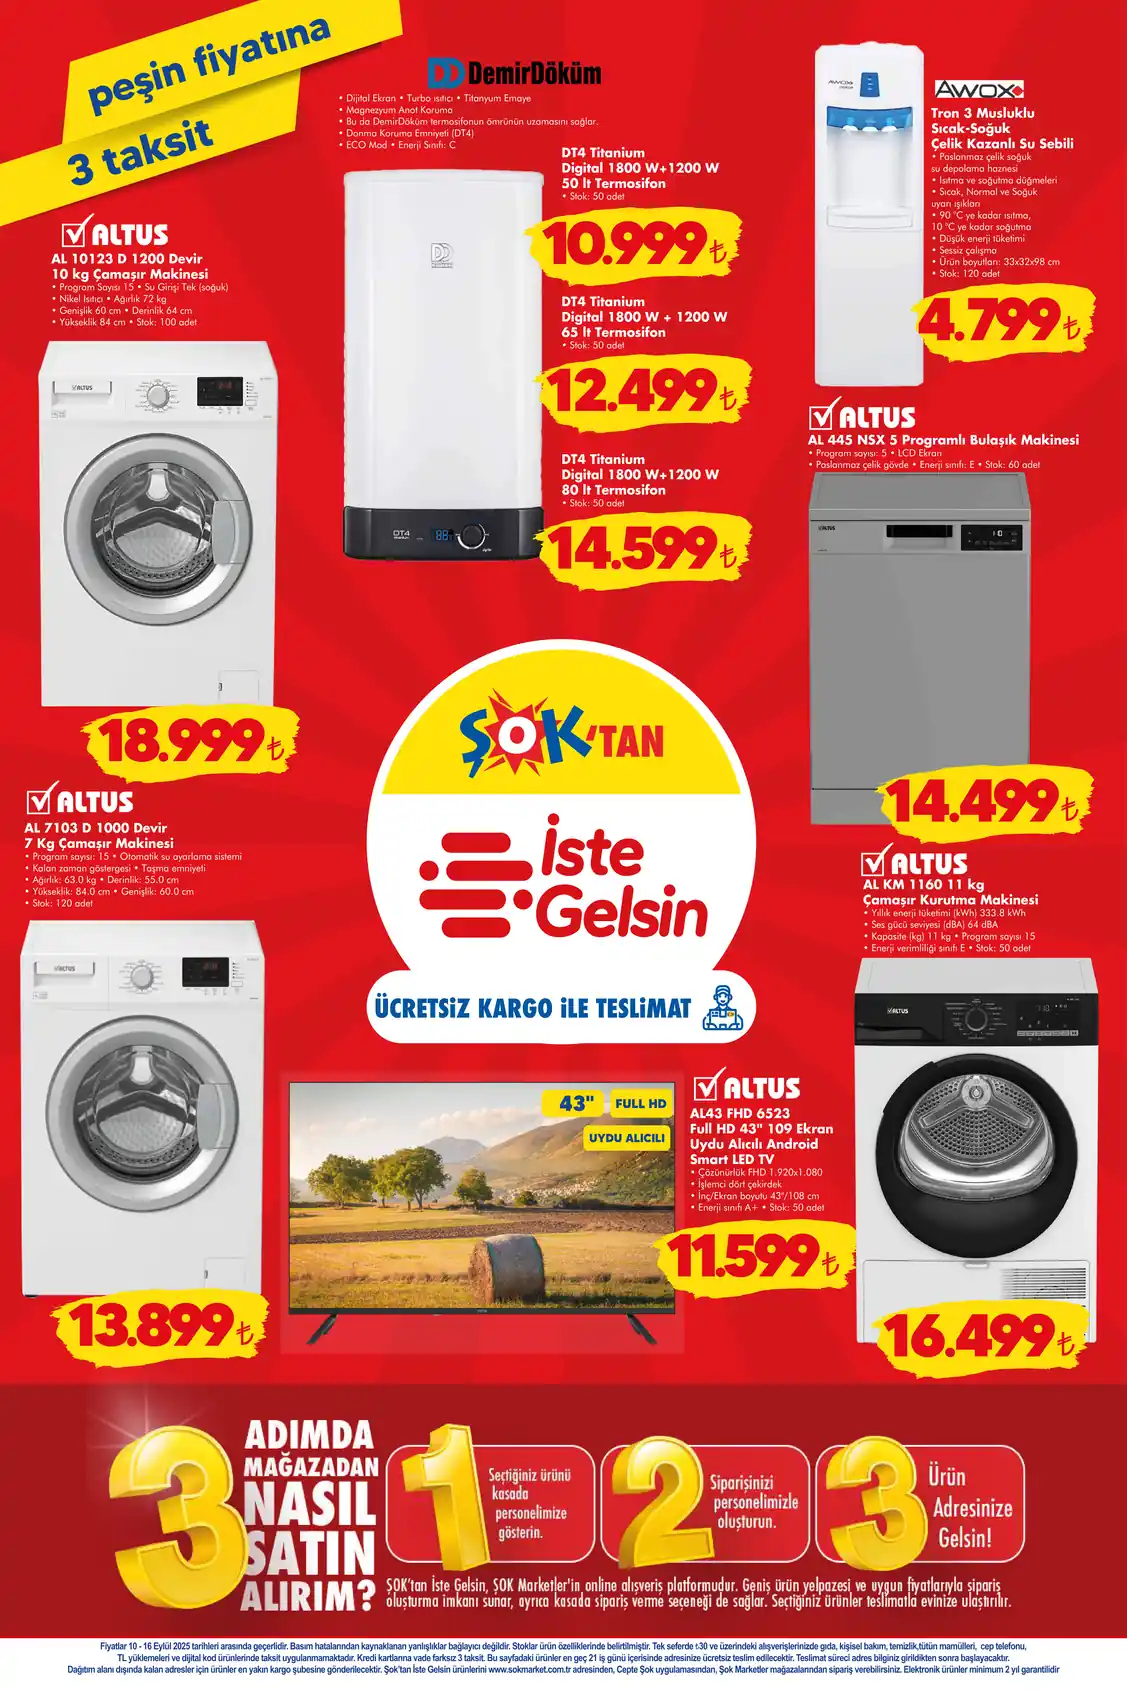 peşin fiyatına
3 taksit
DemirDöküm
• Dijital Ekran • Turbo ısıtıcı • Titanyum Emaye
• Magnezyum Anot Koruma
• Bu da DemirDöküm termosifonun ömrünün uzamasını sağlar.
• Donma Koruma Emniyeti (DT4)
• ECO Mod • Enerji Sınıfı: C
DT4 Titanium
Digital 1800 W+1200 W
50 lt Termosifon
• Stok: 50 adet
10.999₺
DT4 Titanium
Digital 1800 W + 1200 W
65 lt Termosifon
• Stok: 50 adet
12.499₺
DT4 Titanium
Digital 1800 W+1200 W
80 lt Termosifon
• Stok: 50 adet
14.599₺
DT4
88
AWOX
Tron 3 Musluklu
Sıcak-Soğuk
Çelik Kazanlı Su Sebili
• Paslanmaz çelik soğuk
su depolama haznesi
• Isıtma ve soğutma düğmeleri
• Sıcak, Normal ve Soğuk
uyarı ışıkları
• 90 °C ye kadar ısıtma,
10 °C ye kadar soğutma
• Düşük enerji tüketimi
• Sessiz çalışma
• Ürün boyutları: 33x32x98 cm
• Stok: 120 adet
4.799₺
AWOX
ALTUS
AL 10123 D 1200 Devir
10 kg Çamaşır Makinesi
• Program Sayısı 15 • Su Girişi Tek (soğuk)
• Nikel Isıtıcı • Ağırlık 72 kg
• Genişlik 60 cm • Derinlik 64 cm
• Yükseklik 84 cm • Stok: 100 adet
ALTUS
18.999₺
ALTUS
AL 445 NSX 5 Programlı Bulaşık Makinesi
• Program sayısı: 5 • LCD Ekran
• Paslanmaz çelik gövde • Enerji sınıfı: E • Stok: 60 adet
ALTUS
14.499₺
ŞOK'TAN
İste
Gelsin
ÜCRETSİZ KARGO İLE TESLİMAT
ALTUS
AL 7103 D 1000 Devir
7 Kg Çamaşır Makinesi
• Program sayısı: 15 • Otomatik su ayarlama sistemi
• Kalan zaman göstergesi • Taşma emniyeti
• Ağırlık: 63.0 kg • Derinlik: 55.0 cm
• Yükseklik: 84.0 cm • Genişlik: 60.0 cm
• Stok: 120 adet
ALTUS
13.899₺
ALTUS
AL KM 1160 11 kg
Çamaşır Kurutma Makinesi
• Yıllık enerji tüketimi (kWh) 333.8 kWh
• Ses gücü seviyesi (dBA) 64 dBA
• Kapasite (kg) 11 kg • Program sayısı 15
• Enerji verimliliği sınıfı E • Stok: 50 adet
ALTUS
16.499₺
43"
FULL HD
UYDU ALICILI
ALTUS
AL43 FHD 6523
Full HD 43" 109 Ekran
Uydu Alıcılı Android
Smart LED TV
• Çözünürlük FHD 1.920x1.080
• İşlemci dört çekirdek
• İnç/Ekran boyutu 43"/108 cm
• Enerji sınıfı A+ • Stok: 50 adet
11.599₺
3 ADIMDA
MAĞAZADAN
NASIL
SATIN
ALIRIM?
1 Seçtiğiniz ürünü
kasada
personelimize
gösterin.
2 Siparişinizi
personelimizle
oluşturun.
3 Ürün
Adresinize
Gelsin!
ŞOK'tan İste Gelsin, ŞOK Marketler'in online alışveriş platformudur. Geniş ürün yelpazesi ve uygun fiyatlarıyla sipariş
oluşturma imkanı sunar, ayrıca kasada sipariş verme seçeneği de sağlar. Seçtiğiniz ürünler teslimatla evinize ulaştırılır.
Fiyatlar 10 - 16 Eylül 2025 tarihleri arasında geçerlidir. Basım hatalarından kaynaklanan yanlışlıklar bağlayıcı değildir. Stoklar ürün özelliklerinde belirtilmiştir. Tek seferde ₺30 ve üzerindeki alışverişlerinizde gıda, kişisel bakım, temizlik,tütün mamülleri, cep telefonu,
TL yüklemeleri ve dijital kod ürünlerinde taksit uygulanmamaktadır. Kredi kartlarına vade farksız 3 taksit. Bu sayfadaki ürünler en geç 21 iş günü içerisinde adresinize ücretsiz teslim edilecektir. Teslimat süreci adres bilginiz girildikten sonra başlayacaktır.
Dağıtım alanı dışında kalan adresler için ürünler en yakın kargo şubesine gönderilecektir. Şok'tan İste Gelsin ürünlerini www.sokmarket.com.tr adresinden, Cepte Şok uygulamasından, Şok Marketler mağazalarından sipariş verebilirsiniz. Elektronik ürünler minimum 2 yıl garantilidir